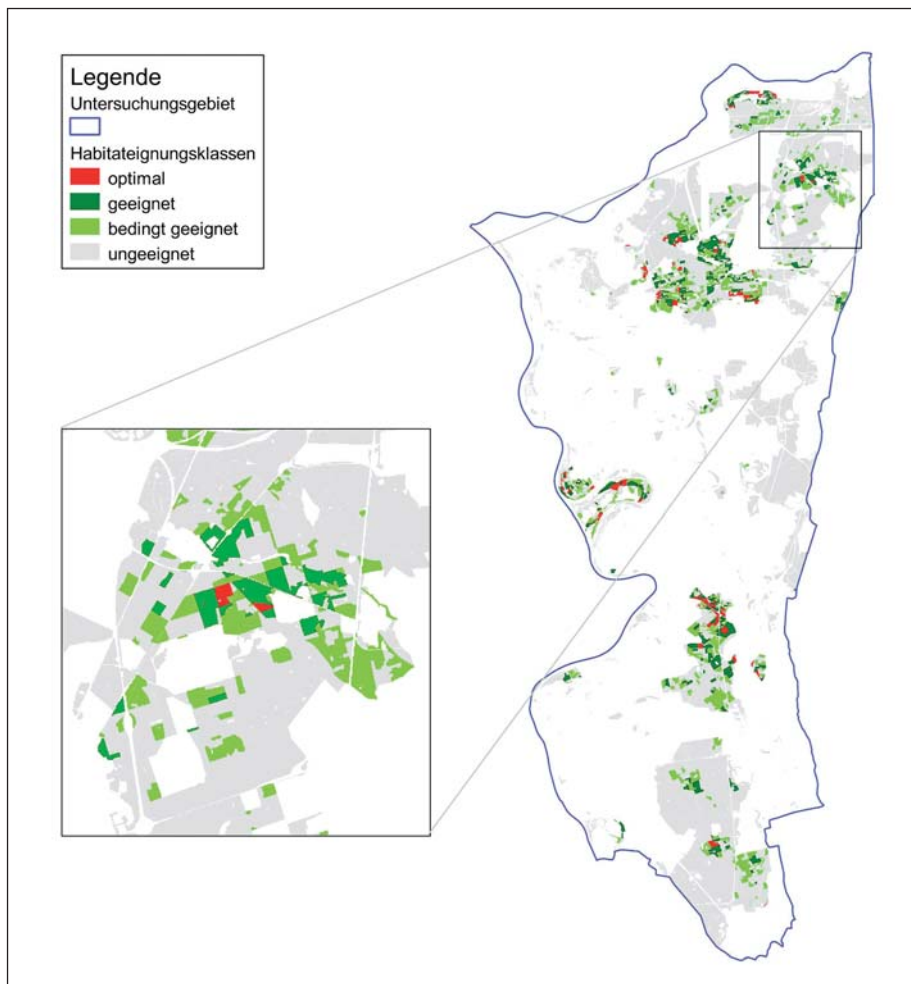 Legende
Untersuchungsgebiet
Habitateignungsklassen
optimal
geeignet
bedingt geeignet
ungeeignet